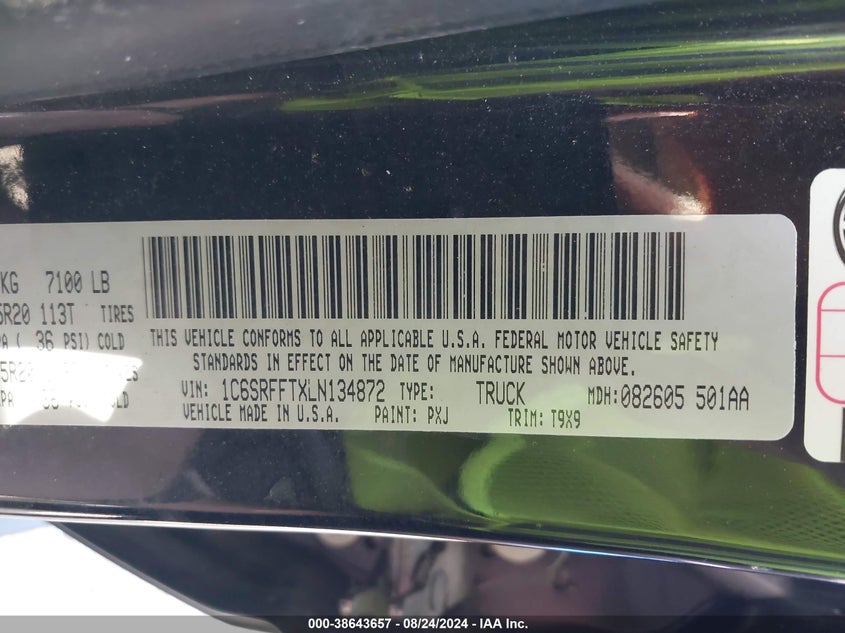 KG 7100 LB
5R20 113T TIRES
PA ( 36 PSI) COLD
THIS VEHICLE CONFORMS TO ALL APPLICABLE U.S.A. FEDERAL MOTOR VEHICLE SAFETY
STANDARDS IN EFFECT ON THE DATE OF MANUFACTURE SHOWN ABOVE.
VIN: 1C6SRFFTXLN134872 TYPE: TRUCK MDH: 082605 501AA
VEHICLE MADE IN U.S.A. PAINT: PXJ TRIM: T9X9
000-38643657 - 08/24/2024 - IAA Inc.